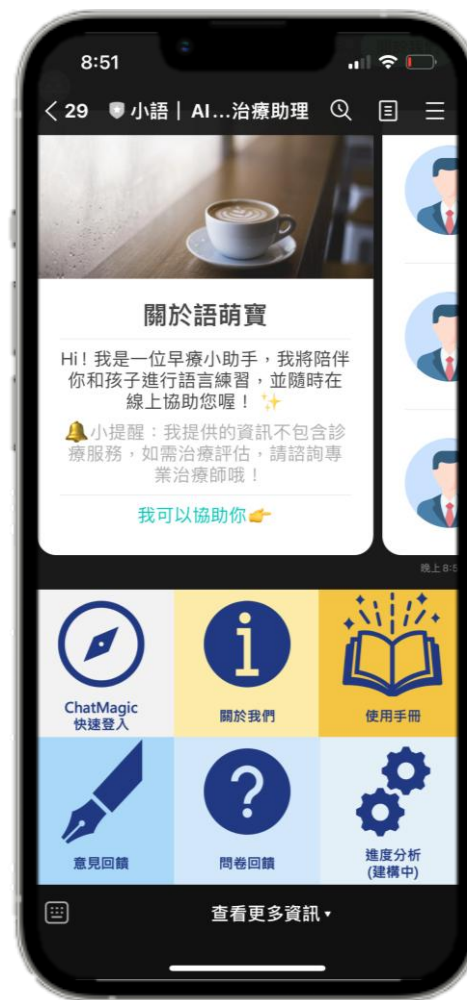 8:51
29 小語 | AI...治療助理
關於語萌寶
Hi！我是一位早療小助手，我將陪伴
你和孩子進行語言練習，並隨時在
線上協助您喔！✨
🔔小提醒：我提供的資訊不包含診
療服務，如需治療評估，請諮詢專
業治療師哦！
我可以協助你👉
晚上8:5
ChatMagic
快速登入
關於我們
使用手冊
意見回饋
問卷回饋
進度分析
(建構中)
查看更多資訊 ▾